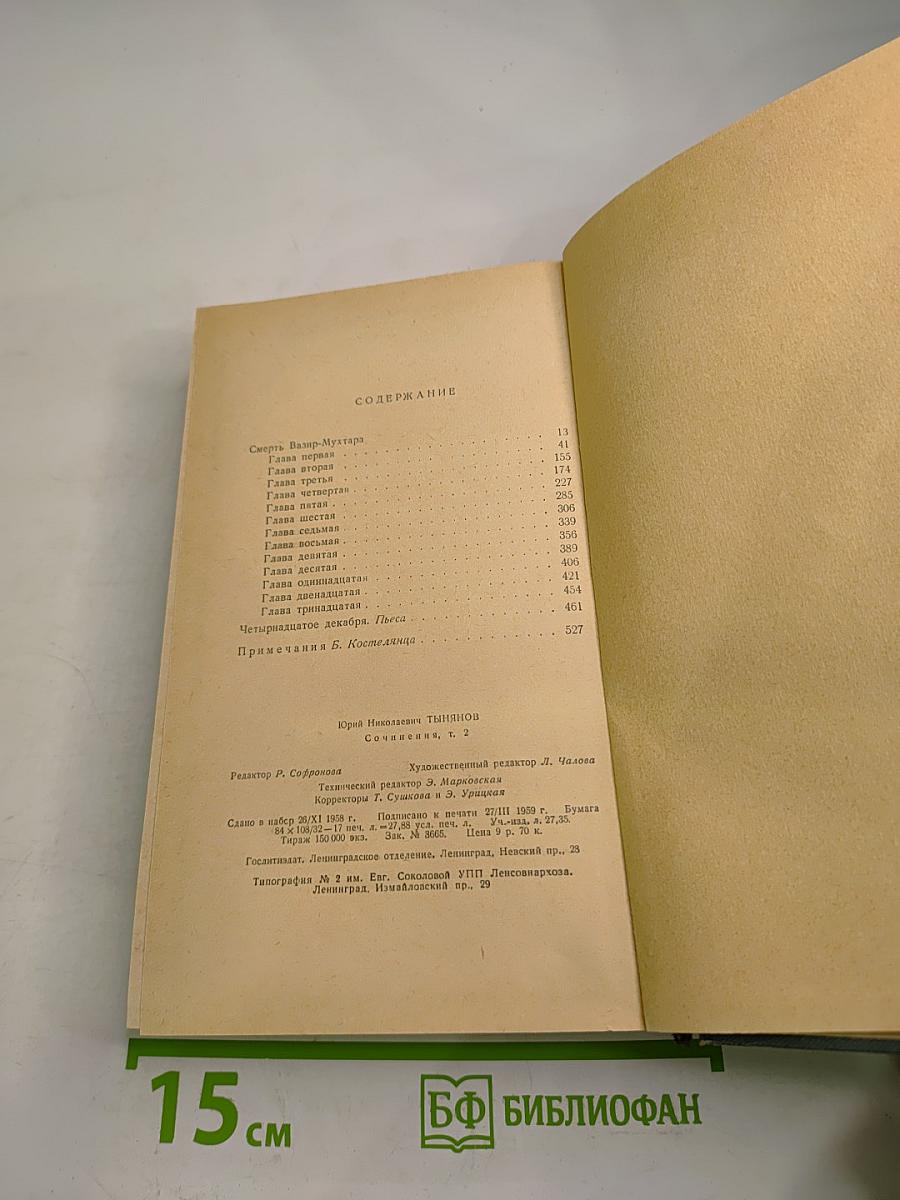 СОДЕРЖАНИЕ
Смерть Вазир-Мухтара
Глава первая . . . . . . . . . . . . . . . . 13
Глава вторая . . . . . . . . . . . . . . . . 41
Глава третья . . . . . . . . . . . . . . . . 155
Глава четвертая . . . . . . . . . . . . . . . 174
Глава пятая . . . . . . . . . . . . . . . . 227
Глава шестая . . . . . . . . . . . . . . . . 285
Глава седьмая . . . . . . . . . . . . . . . . 306
Глава восьмая . . . . . . . . . . . . . . . . 339
Глава девятая . . . . . . . . . . . . . . . . 356
Глава десятая . . . . . . . . . . . . . . . . 389
Глава одиннадцатая . . . . . . . . . . . . . . 406
Глава двенадцатая . . . . . . . . . . . . . . 421
Глава тринадцатая . . . . . . . . . . . . . . 454
Четырнадцатое декабря. Пьеса . . . . . . . . . . 461
Примечания Б. Костелянца . . . . . . . . . . 527
Юрий Николаевич ТЫНЯНОВ
Сочинения, т. 2
Редактор Р. Софронова Художественный редактор Л. Чалова
Технический редактор Э. Марковская
Корректоры Т. Сушкова и Э. Урицкая
Сдано в набор 26/XI 1958 г. Подписано к печати 27/III 1959 г. Бумага
84×108/32—17 печ. л.=27,88 усл. печ. л. Уч.-изд. л. 27,35.
Тираж 150 000 экз. Зак. № 3665. Цена 9 р. 70 к.
Гослитиздат. Ленинградское отделение. Ленинград, Невский пр., 28
Типография № 2 им. Евг. Соколовой УПП Ленсовнархоза.
Ленинград, Измайловский пр., 29
15 см БФ БИБЛИОФАН